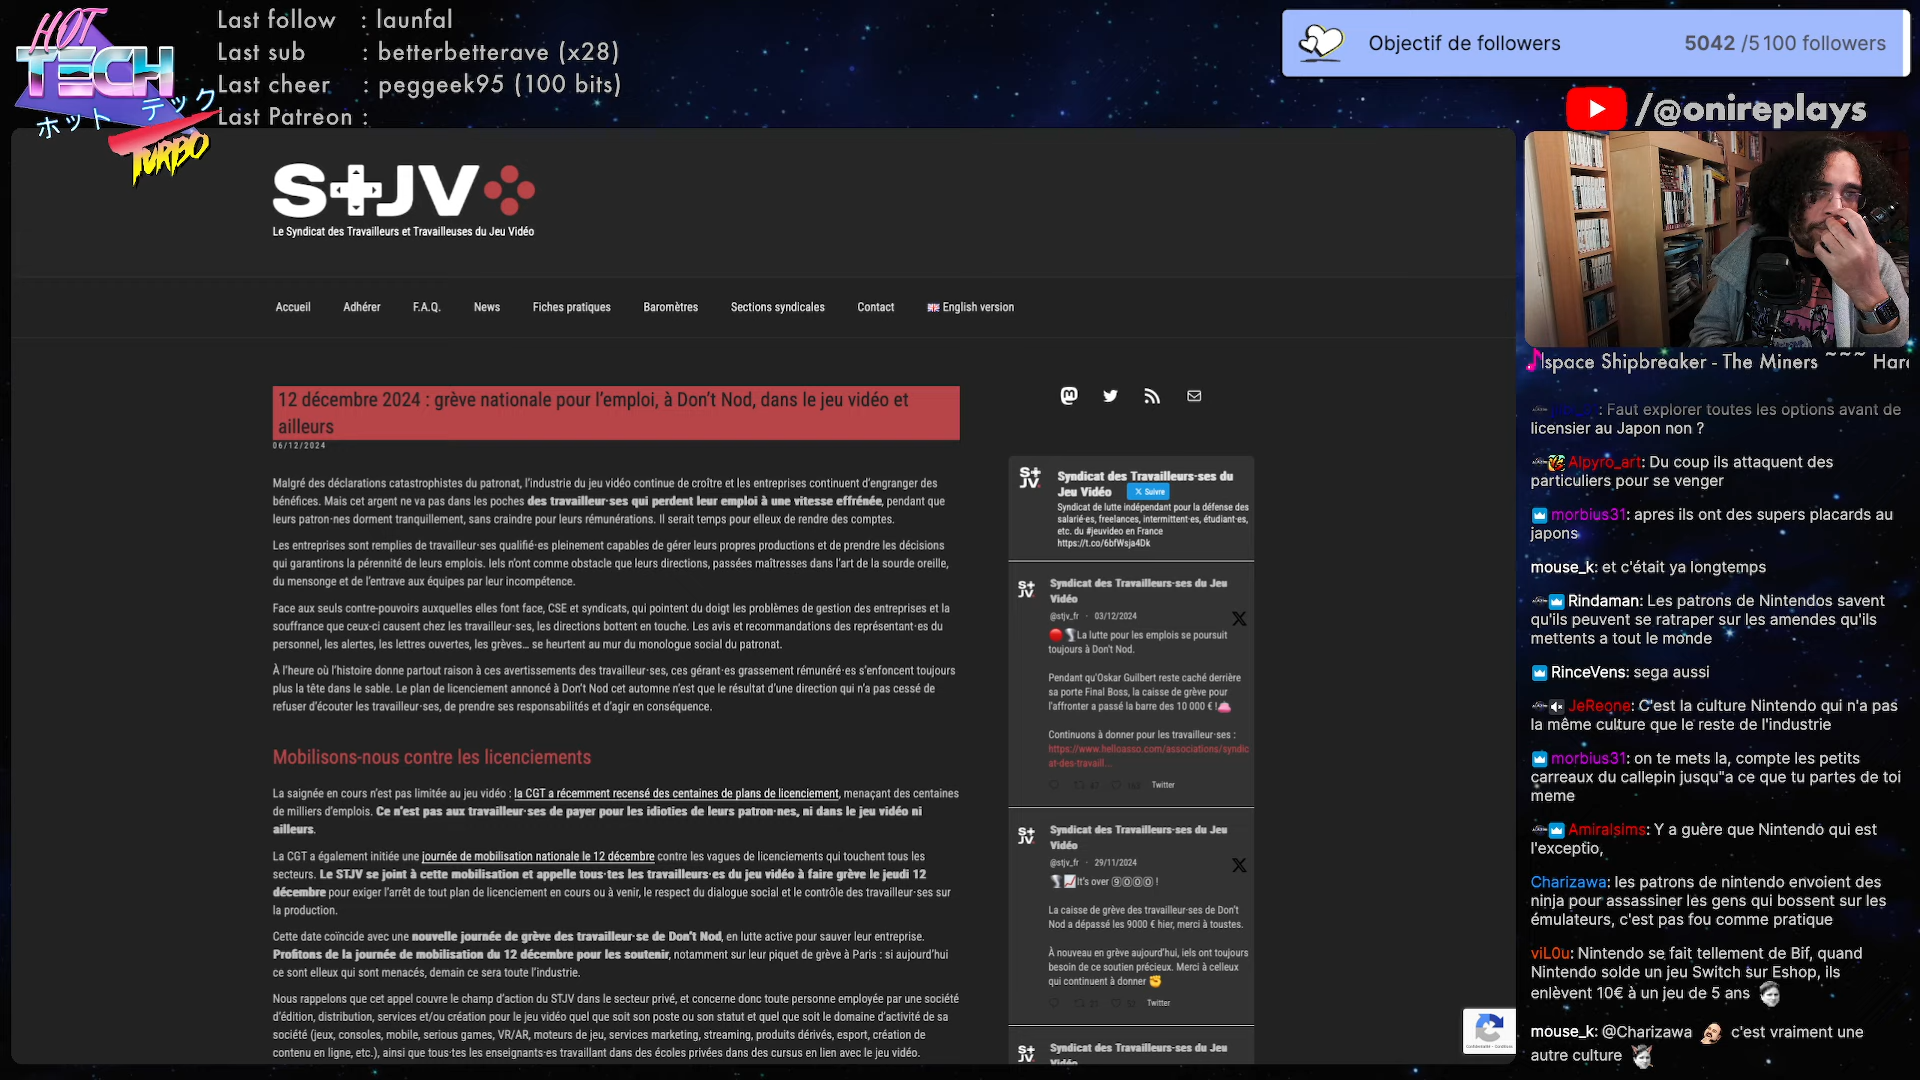 HOT
TECH
ホット テック
TURBO
Last follow : launfal
Last sub : betterbetterave (x28)
Last cheer : peggeek95 (100 bits)
Last Patreon :
Objectif de followers 5042 /5 100 followers
/@onireplays
lspace Shipbreaker - The Miners ~~~ Har
STJV
Le Syndicat des Travailleurs et Travailleuses du Jeu Vidéo
Accueil Adhérer F.A.Q. News Fiches pratiques Baromètres Sections syndicales Contact English version
12 décembre 2024 : grève nationale pour l’emploi, à Don’t Nod, dans le jeu vidéo et
ailleurs
06/12/2024
Malgré des déclarations catastrophistes du patronat, l’industrie du jeu vidéo continue de croître et les entreprises continuent d’engranger des
bénéfices. Mais cet argent ne va pas dans les poches des travailleur·ses qui perdent leur emploi à une vitesse effrénée, pendant que
leurs patron·nes dorment tranquillement, sans craindre pour leurs rémunérations. Il serait temps pour elleux de rendre des comptes.
Les entreprises sont remplies de travailleur·ses qualifié·es pleinement capables de gérer leurs propres productions et de prendre les décisions
qui garantirons la pérennité de leurs emplois. Iels n’ont comme obstacle que leurs directions, passées maîtresses dans l’art de la sourde oreille,
du mensonge et de l’entrave aux équipes par leur incompétence.
Face aux seuls contre-pouvoirs auxquelles elles font face, CSE et syndicats, qui pointent du doigt les problèmes de gestion des entreprises et la
souffrance que ceux-ci causent chez les travailleur·ses, les directions bottent en touche. Les avis et recommandations des représentant·es du
personnel, les alertes, les lettres ouvertes, les grèves… se heurtent au mur du monologue social du patronat.
À l’heure où l’histoire donne partout raison à ces avertissements des travailleur·ses, ces gérant·es grassement rémunéré·es s’enfoncent toujours
plus la tête dans le sable. Le plan de licenciement annoncé à Don’t Nod cet automne n’est que le résultat d’une direction qui n’a pas cessé de
refuser d’écouter les travailleur·ses, de prendre ses responsabilités et d’agir en conséquence.
Mobilisons-nous contre les licenciements
La saignée en cours n’est pas limitée au jeu vidéo : la CGT a récemment recensé des centaines de plans de licenciement, menaçant des centaines
de milliers d’emplois. Ce n’est pas aux travailleur·ses de payer pour les idioties de leurs patron·nes, ni dans le jeu vidéo ni
ailleurs.
La CGT a également initiée une journée de mobilisation nationale le 12 décembre contre les vagues de licenciements qui touchent tous les
secteurs. Le STJV se joint à cette mobilisation et appelle tous·tes les travailleurs·es du jeu vidéo à faire grève le jeudi 12
décembre pour exiger l’arrêt de tout plan de licenciement en cours ou à venir, le respect du dialogue social et le contrôle des travailleur·ses sur
la production.
Cette date coïncide avec une nouvelle journée de grève des travailleur·se de Don’t Nod, en lutte active pour sauver leur entreprise.
Profitons de la journée de mobilisation du 12 décembre pour les soutenir, notamment sur leur piquet de grève à Paris : si aujourd’hui
ce sont elleux qui sont menacés, demain ce sera toute l’industrie.
Nous rappelons que cet appel couvre le champ d’action du STJV dans le secteur privé, et concerne donc toute personne employée par une société
d’édition, distribution, services et/ou création pour le jeu vidéo quel que soit son poste ou son statut et quel que soit le domaine d’activité de sa
société (jeux, consoles, mobile, serious games, VR/AR, moteurs de jeu, services marketing, streaming, produits dérivés, esport, création de
contenu en ligne, etc.), ainsi que tous·tes les enseignants·es travaillant dans des écoles privées dans des cursus en lien avec le jeu vidéo.
Syndicat des Travailleurs·ses du
Jeu Vidéo Suivre
Syndicat de lutte indépendant pour la défense des
salarié·es, freelances, intermittent·es, étudiant·es,
etc. du #jeuvideo en France
https://t.co/6bfWsja4Dk
Syndicat des Travailleurs·ses du Jeu
Vidéo
@stjv_fr · 03/12/2024
La lutte pour les emplois se poursuit
toujours à Don't Nod.
Pendant qu'Oskar Guilbert reste caché derrière
sa porte Final Boss, la caisse de grève pour
l'affronter a passé la barre des 10 000 € !
Continuons à donner pour les travailleur·ses :
https://www.helloasso.com/associations/syndic
at-des-travaill...
Twitter
Syndicat des Travailleurs·ses du Jeu
Vidéo
@stjv_fr · 29/11/2024
It's over ⑨⓪⓪⓪ !
La caisse de grève des travailleur·ses de Don't
Nod a dépassé les 9000 € hier, merci à toustes.
À nouveau en grève aujourd'hui, iels ont toujours
besoin de ce soutien précieux. Merci à celleux
qui continuent à donner
Twitter
Syndicat des Travailleurs·ses du Jeu
Vidéo
: Faut explorer toutes les options avant de
licensier au Japon non ?
Alpyro_art: Du coup ils attaquent des
particuliers pour se venger
morbius31: apres ils ont des supers placards au
japons
mouse_k: et c'était ya longtemps
Rindaman: Les patrons de Nintendos savent
qu'ils peuvent se ratraper sur les amendes qu'ils
mettents a tout le monde
RinceVens: sega aussi
JeReone: C'est la culture Nintendo qui n'a pas
la même culture que le reste de l'industrie
morbius31: on te mets la, compte les petits
carreaux du callepin jusqu"a ce que tu partes de toi
meme
Amiralsims: Y a guère que Nintendo qui est
l'exceptio,
Charizawa: les patrons de nintendo envoient des
ninja pour assassiner les gens qui bossent sur les
émulateurs, c'est pas fou comme pratique
viL0u: Nintendo se fait tellement de Bif, quand
Nintendo solde un jeu Switch sur Eshop, ils
enlèvent 10€ à un jeu de 5 ans
mouse_k: @Charizawa c'est vraiment une
autre culture